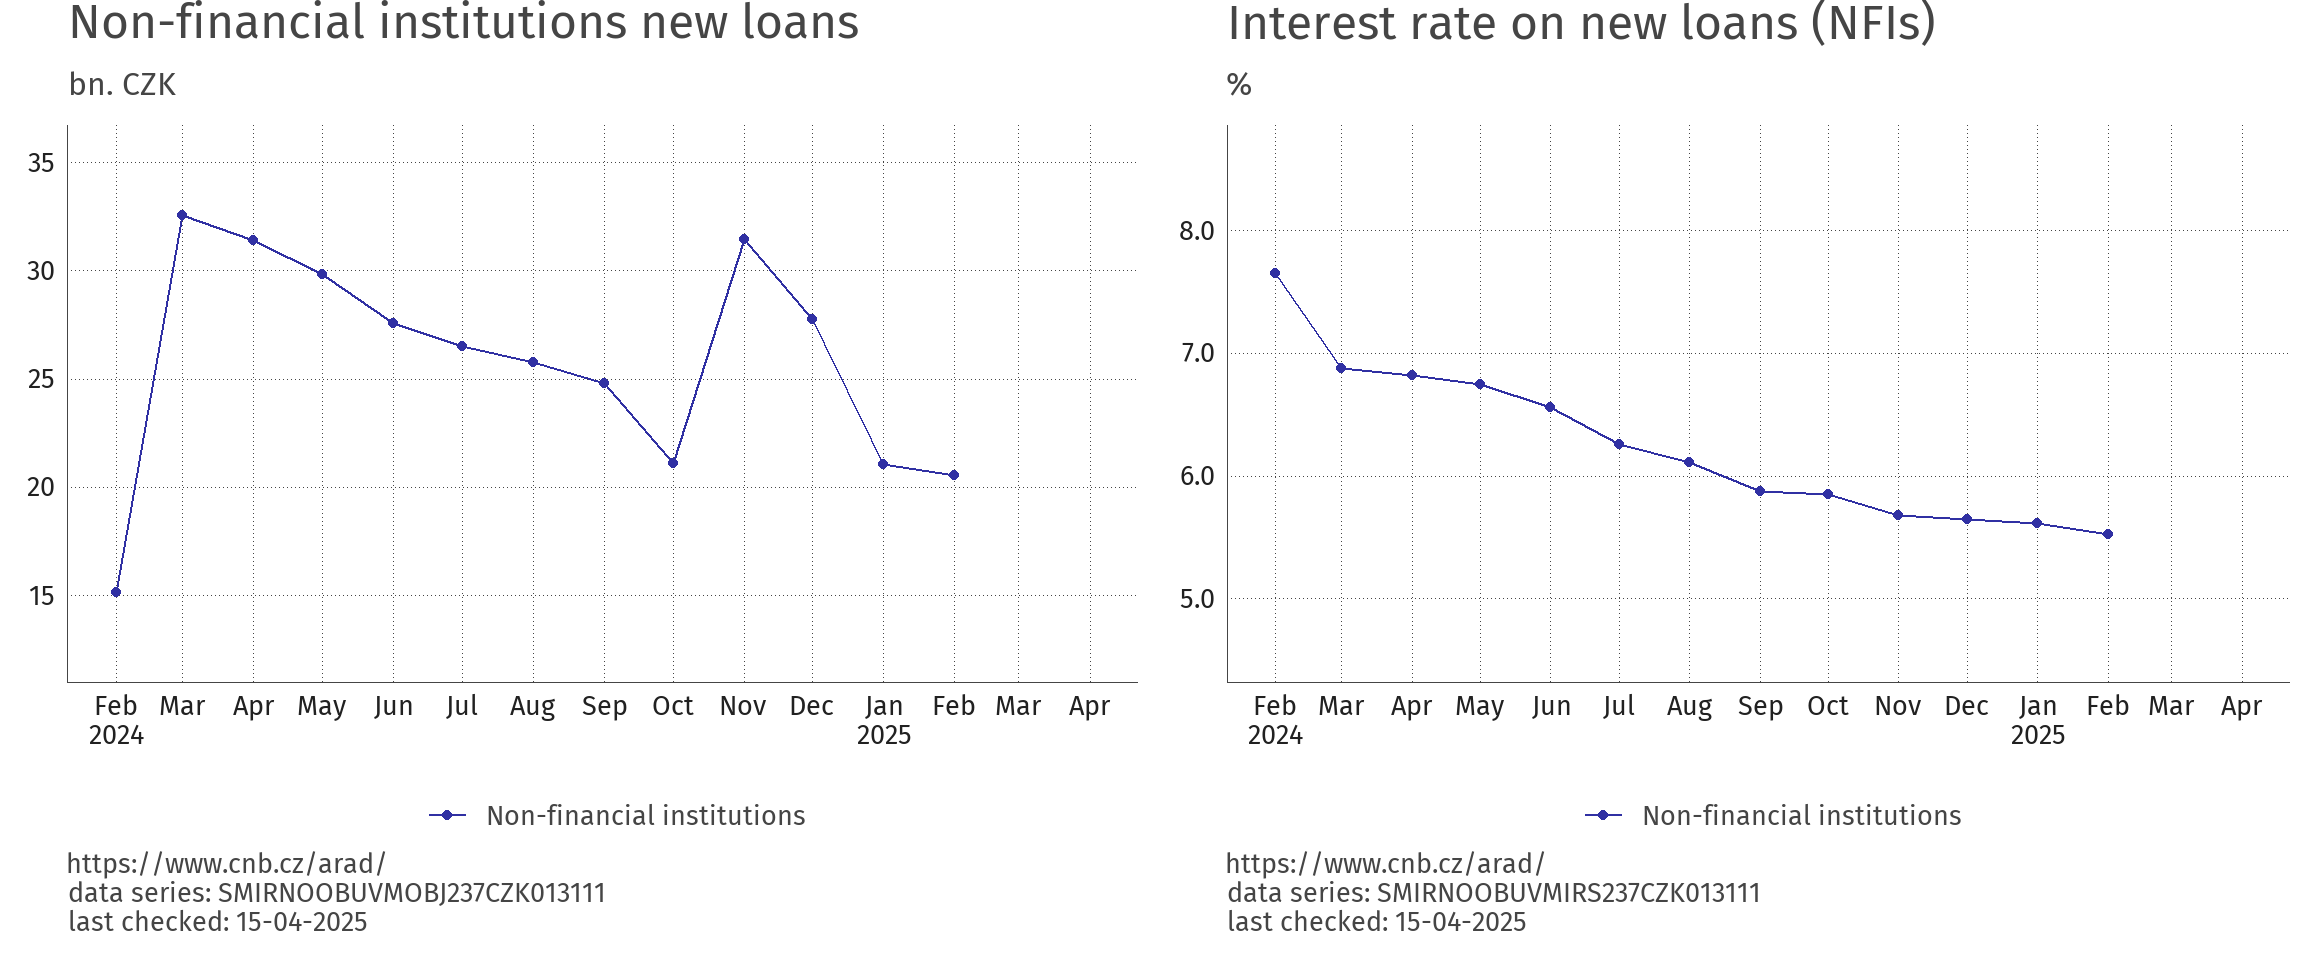 Non-financial institutions new loans
bn. CZK
35
30
25
20
15
Feb Mar Apr May Jun Jul Aug Sep Oct Nov Dec Jan Feb Mar Apr
2024 2025
Non-financial institutions
https://www.cnb.cz/arad/
data series: SMIRNOOBUVMOBJ237CZK013111
last checked: 15-04-2025
Interest rate on new loans (NFIs)
%
8.0
7.0
6.0
5.0
Feb Mar Apr May Jun Jul Aug Sep Oct Nov Dec Jan Feb Mar Apr
2024 2025
Non-financial institutions
https://www.cnb.cz/arad/
data series: SMIRNOOBUVMIRS237CZK013111
last checked: 15-04-2025